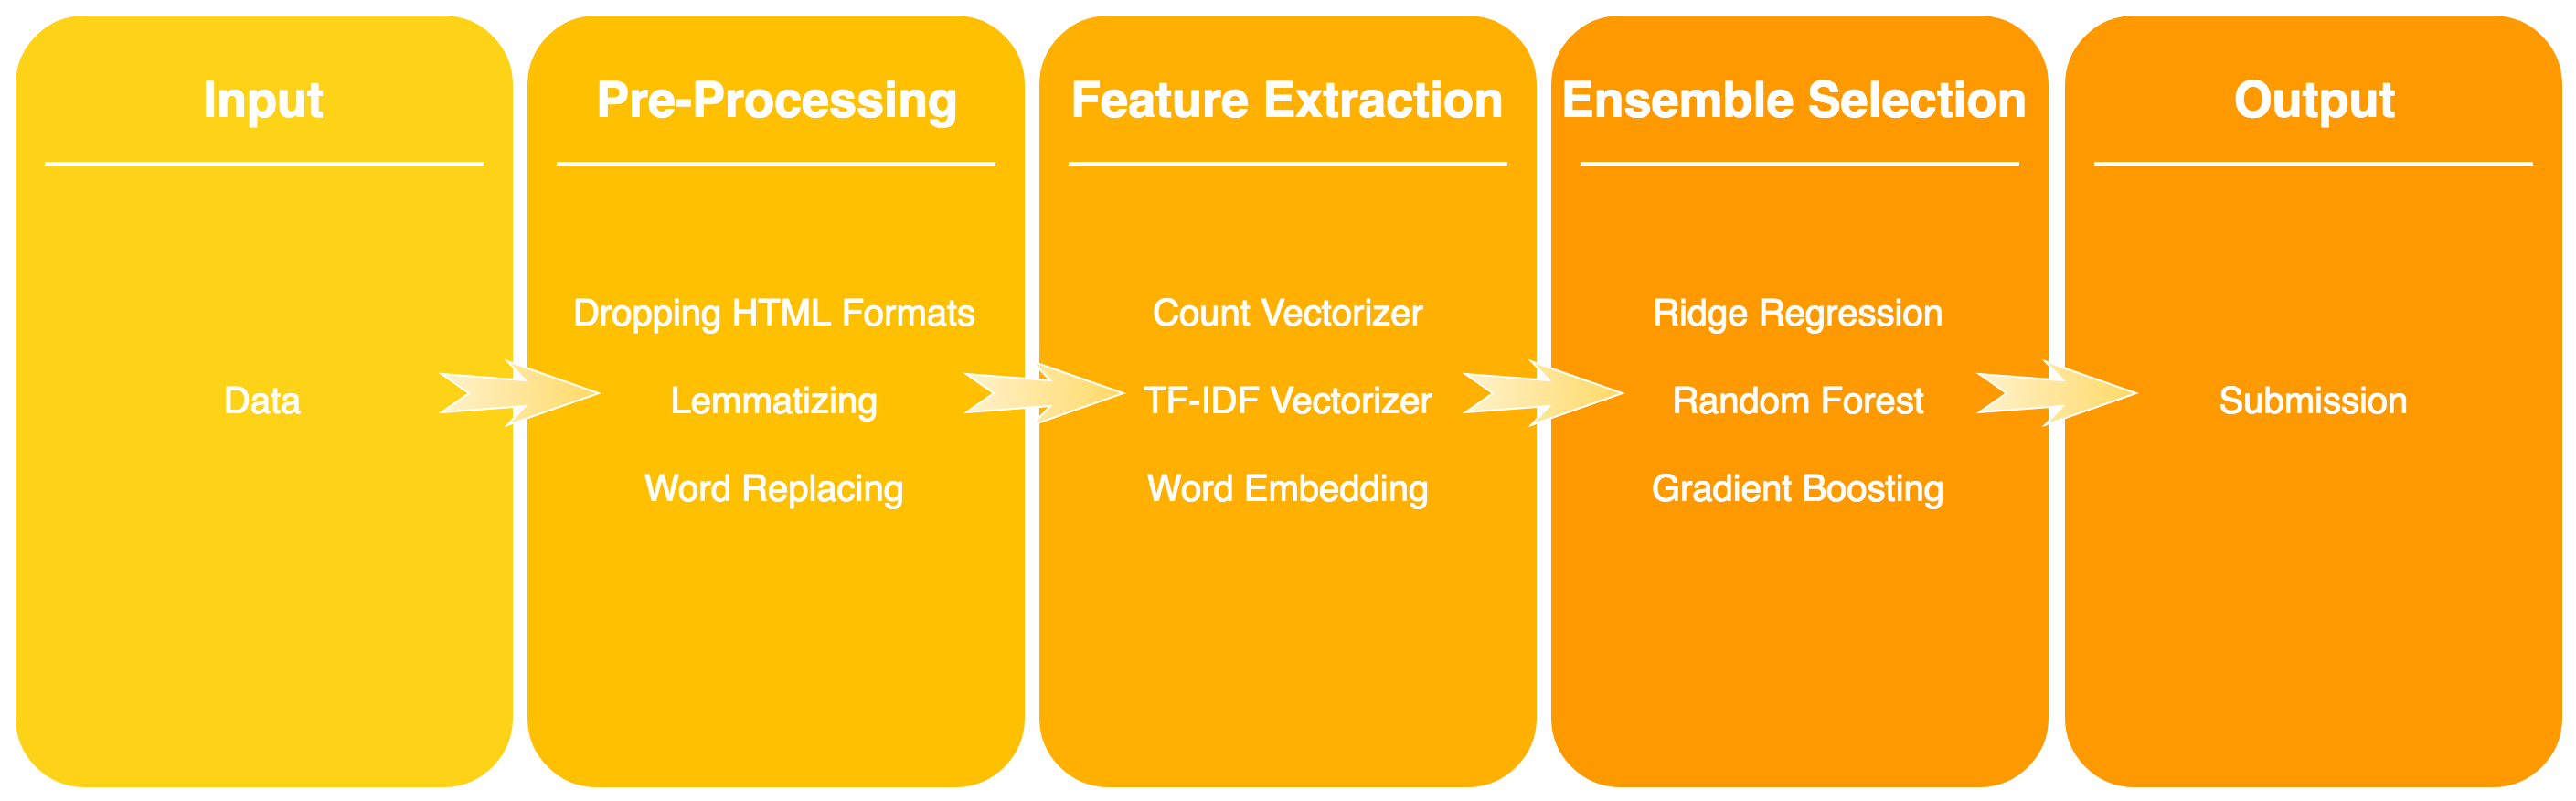 Input
Data
Pre-Processing
Dropping HTML Formats
Lemmatizing
Word Replacing
Feature Extraction
Count Vectorizer
TF-IDF Vectorizer
Word Embedding
Ensemble Selection
Ridge Regression
Random Forest
Gradient Boosting
Output
Submission